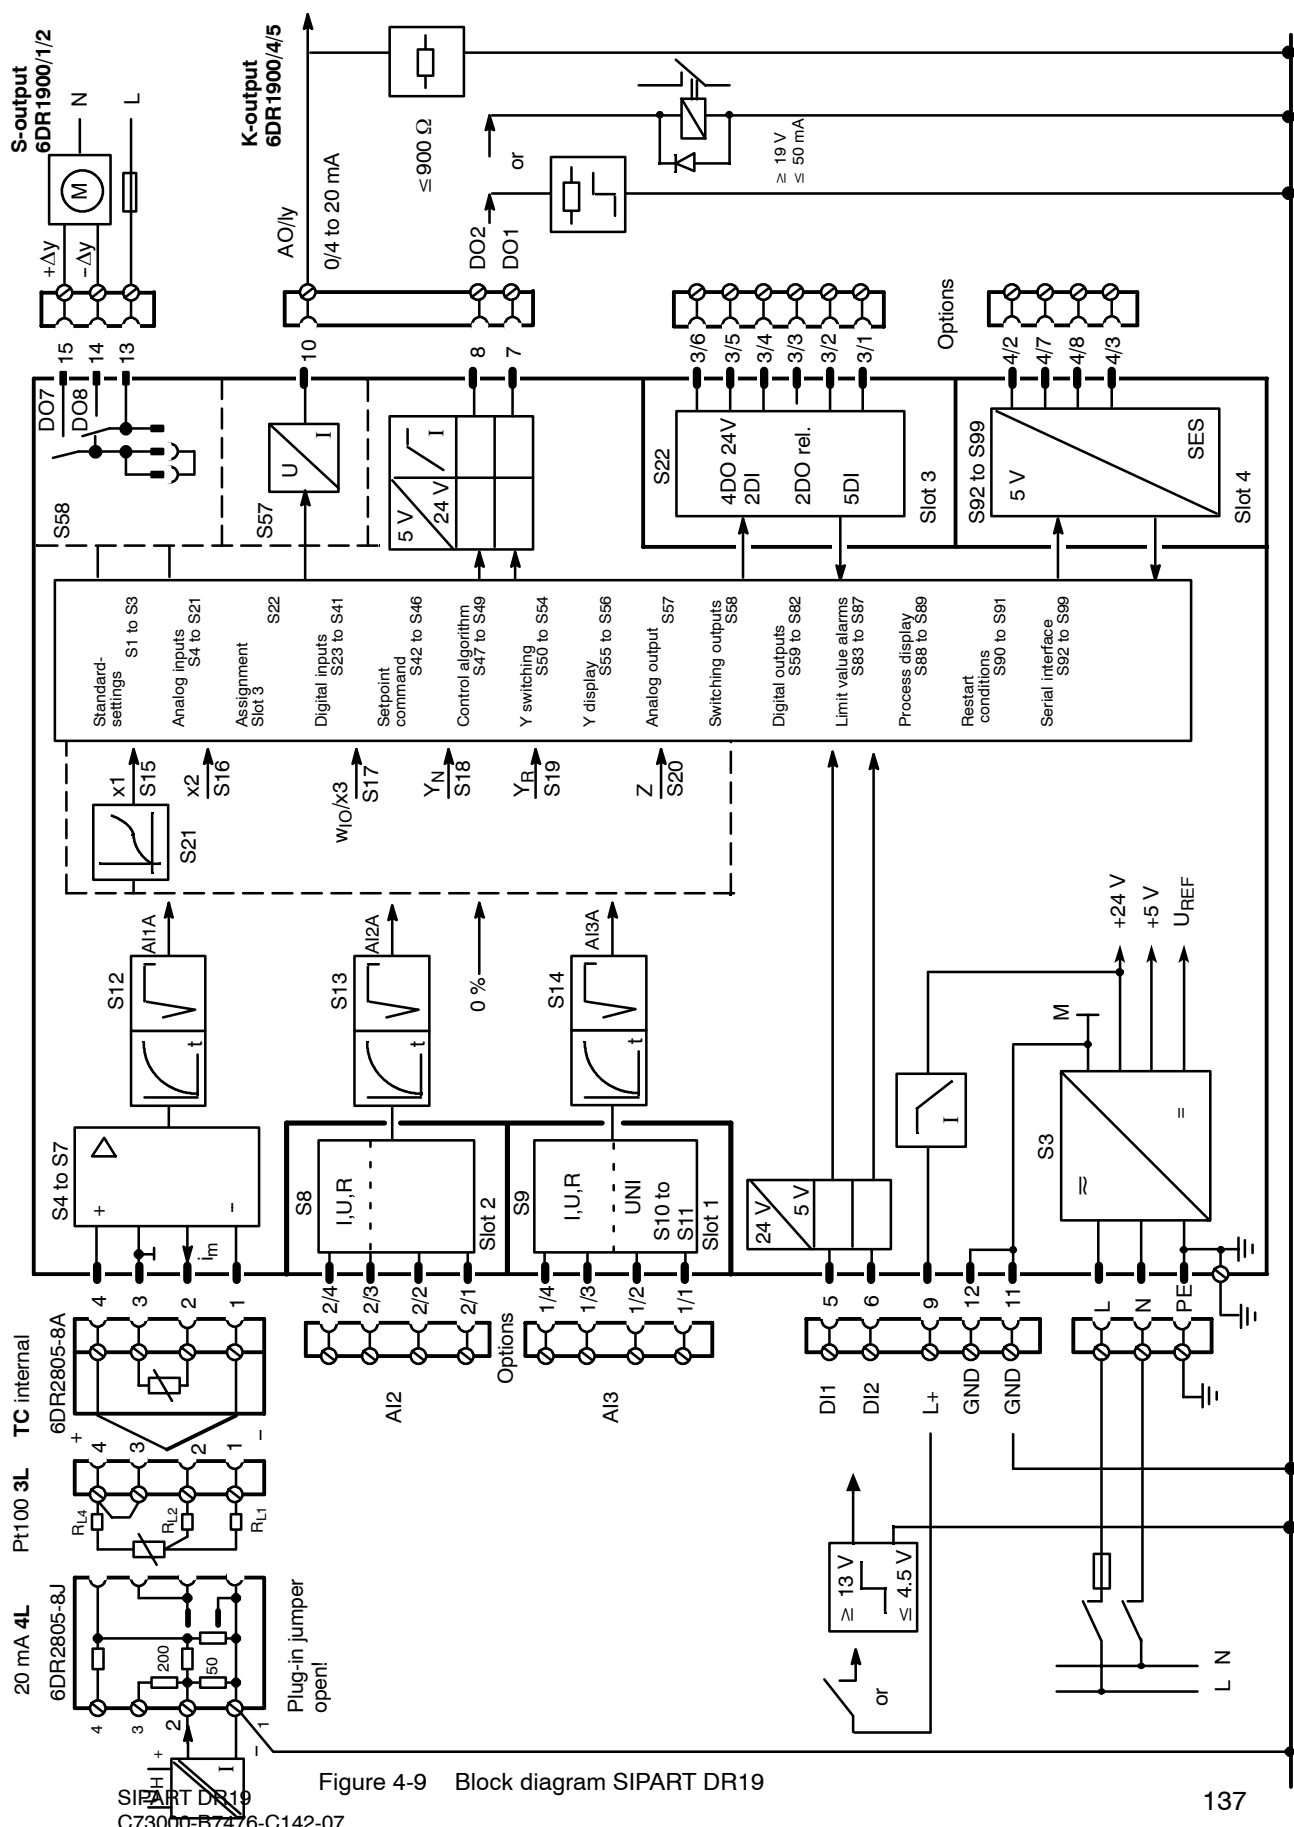 S-output
6DR1900/1/2
N
L
M
+Δy
−Δy
15
14
13
DO7
DO8
S58
K-output
6DR1900/4/5
AO/Iy
0/4 to 20 mA
≤ 900 Ω
10
U
I
S57
or
DO2
DO1
8
7
5 V
24 V
I
≥ 19 V
≤ 50 mA
3/6
3/5
3/4
3/3
3/2
3/1
S22
4DO 24V
2DI
2DO rel.
5DI
Slot 3
Options
4/2
4/7
4/8
4/3
S92 to S99
5 V
SES
Slot 4
Standard-
settings
S1 to S3
Analog inputs
S4 to S21
Assignment
Slot 3
S22
Digital inputs
S23 to S41
Setpoint
command
S42 to S46
Control algorithm
S47 to S49
Y switching
S50 to S54
Y display
S55 to S56
Analog output
S57
Switching outputs
S58
Digital outputs
S59 to S82
Limit value alarms
S83 to S87
Process display
S88 to S89
Restart
conditions
S90 to S91
Serial interface
S92 to S99
x1
S15
x2
S16
wIO/x3
S17
YN
S18
YR
S19
Z
S20
S21
AI1A
AI2A
0 %
AI3A
S12
t
S13
t
S14
t
S4 to S7
+
−
im
4
3
2
1
S8
I,U,R
Slot 2
2/4
2/3
2/2
2/1
S9
I,U,R
UNI
S10 to
S11
Slot 1
1/4
1/3
1/2
1/1
Options
AI2
AI3
24 V
5 V
I
M
+24 V
+5 V
UREF
S3
≈
=
5
6
9
12
11
L
N
PE
DI1
DI2
L+
GND
GND
TC internal
6DR2805-8A
+
−
Pt100 3L
4
3
2
1
RL4
RL2
RL1
20 mA 4L
6DR2805-8J
200
50
Plug-in jumper
open!
4
3
2
1
+
−
I
H
≥ 13 V
≤ 4.5 V
or
L
N
Figure 4-9 Block diagram SIPART DR19
SIPART DR19
C73000-B7476-C142-07
137